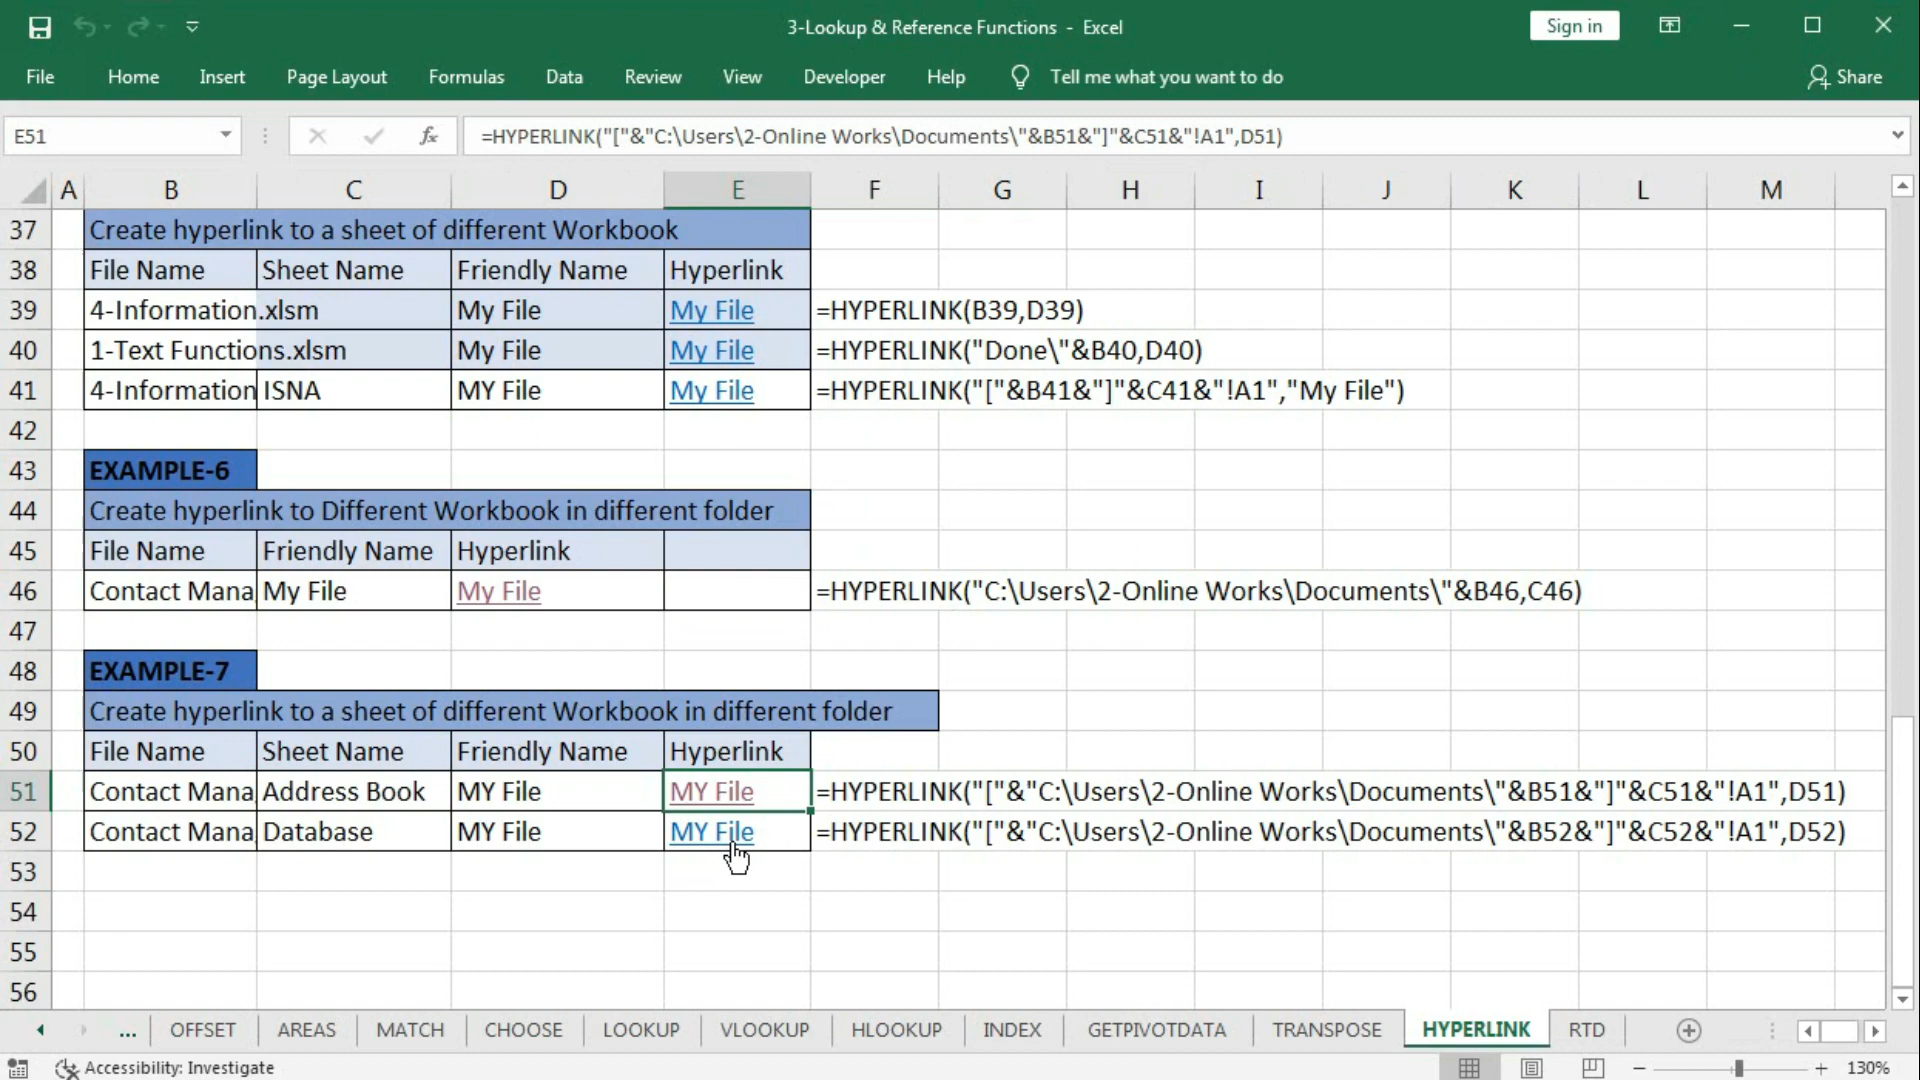 3-Lookup & Reference Functions - Excel
Sign in
File Home Insert Page Layout Formulas Data Review View Developer Help Tell me what you want to do Share
E51 fx =HYPERLINK("["&"C:\Users\2-Online Works\Documents\"&B51&"]"&C51&"!A1",D51)
A B C D E F G H I J K L M
37 Create hyperlink to a sheet of different Workbook
38 File Name Sheet Name Friendly Name Hyperlink
39 4-Information.xlsm My File My File =HYPERLINK(B39,D39)
40 1-Text Functions.xlsm My File My File =HYPERLINK("Done\"&B40,D40)
41 4-Information ISNA MY File My File =HYPERLINK("["&B41&"]"&C41&"!A1","My File")
42
43 EXAMPLE-6
44 Create hyperlink to Different Workbook in different folder
45 File Name Friendly Name Hyperlink
46 Contact Mana My File My File =HYPERLINK("C:\Users\2-Online Works\Documents\"&B46,C46)
47
48 EXAMPLE-7
49 Create hyperlink to a sheet of different Workbook in different folder
50 File Name Sheet Name Friendly Name Hyperlink
51 Contact Mana Address Book MY File MY File =HYPERLINK("["&"C:\Users\2-Online Works\Documents\"&B51&"]"&C51&"!A1",D51)
52 Contact Mana Database MY File MY File =HYPERLINK("["&"C:\Users\2-Online Works\Documents\"&B52&"]"&C52&"!A1",D52)
53
54
55
56
... OFFSET AREAS MATCH CHOOSE LOOKUP VLOOKUP HLOOKUP INDEX GETPIVOTDATA TRANSPOSE HYPERLINK RTD
Accessibility: Investigate 130%